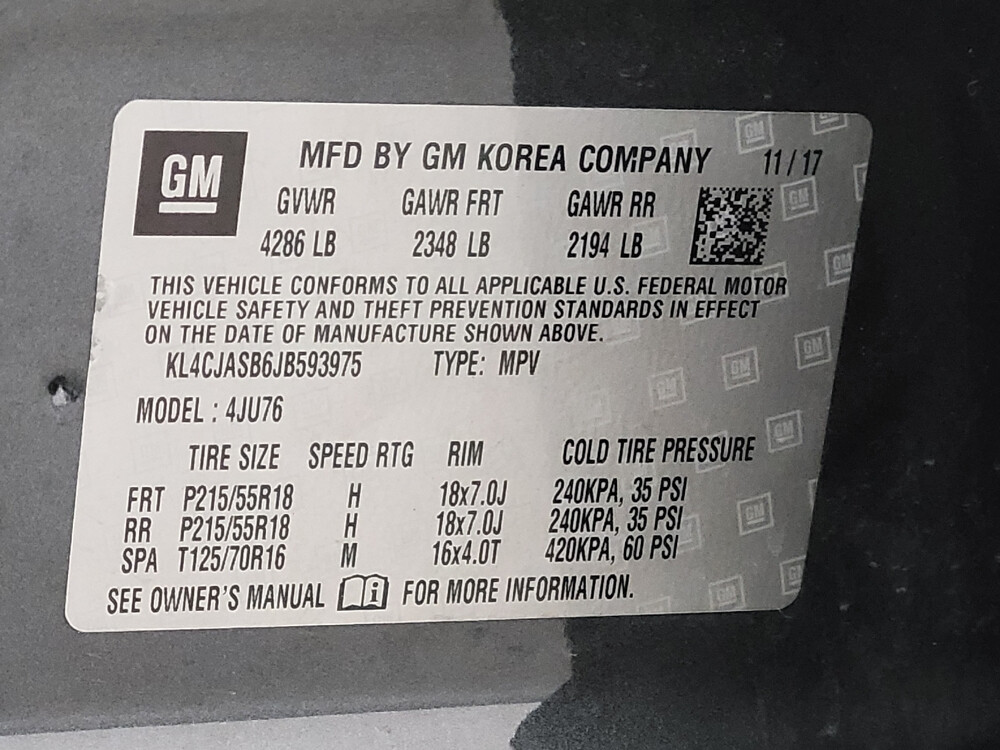 GM
MFD BY GM KOREA COMPANY 11 / 17
GVWR GAWR FRT GAWR RR
4286 LB 2348 LB 2194 LB
THIS VEHICLE CONFORMS TO ALL APPLICABLE U.S. FEDERAL MOTOR
VEHICLE SAFETY AND THEFT PREVENTION STANDARDS IN EFFECT
ON THE DATE OF MANUFACTURE SHOWN ABOVE.
KL4CJASB6JB593975 TYPE: MPV
MODEL : 4JU76
TIRE SIZE SPEED RTG RIM COLD TIRE PRESSURE
FRT P215/55R18 H 18x7.0J 240KPA, 35 PSI
RR P215/55R18 H 18x7.0J 240KPA, 35 PSI
SPA T125/70R16 M 16x4.0T 420KPA, 60 PSI
SEE OWNER'S MANUAL FOR MORE INFORMATION.